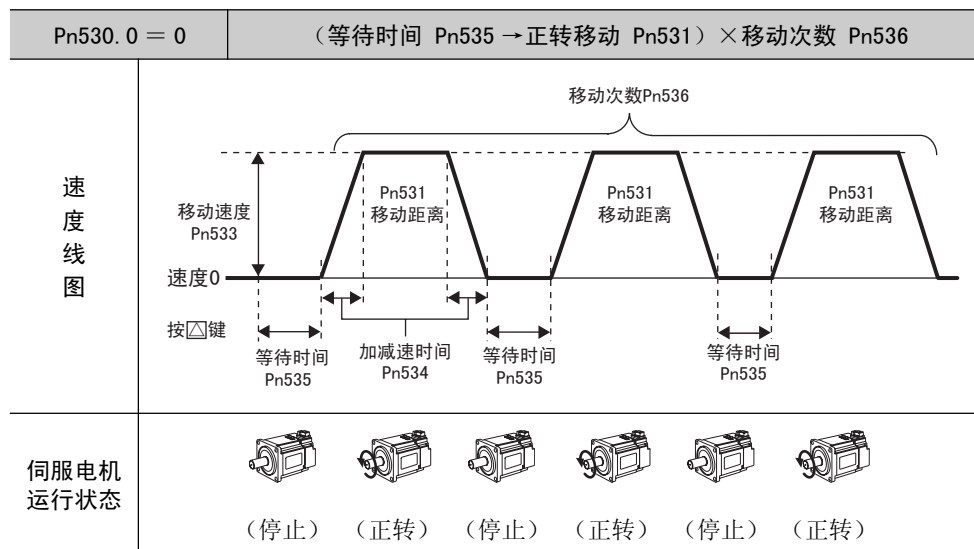 Pn530.0 = 0
（等待时间 Pn535 →正转移动 Pn531）×移动次数 Pn536
速度线图
移动次数Pn536
移动速度
Pn533
Pn531
移动距离
Pn531
移动距离
Pn531
移动距离
速度0
按△键
等待时间
Pn535
加减速时间
Pn534
等待时间
Pn535
等待时间
Pn535
伺服电机
运行状态
（停止）（正转）（停止）（正转）（停止）（正转）